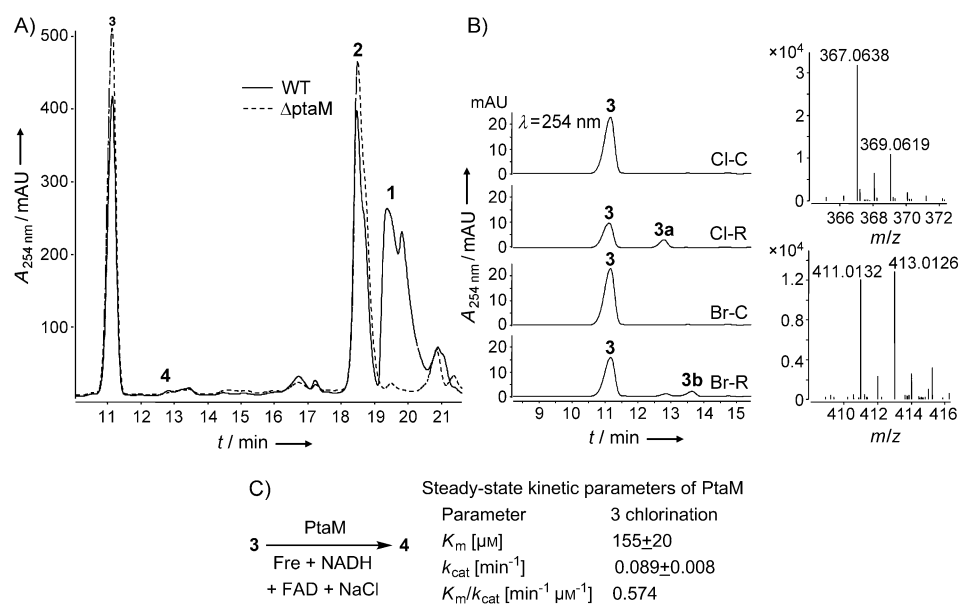 A)
3
2
1
4
WT
ΔptaM
500
400
300
200
100
A254 nm / mAU
11 12 13 14 15 16 17 18 19 20 21
t / min
B)
mAU
λ=254 nm
20
10
0
3
Cl-C
20
10
0
3
3a
Cl-R
20
10
0
3
Br-C
20
10
0
3
3b
Br-R
A254 nm / mAU
9 10 11 12 13 14 15
t / min
×10⁴
367.0638
369.0619
3
2
1
0
366 368 370 372
m/z
×10⁴
411.0132
413.0126
1.2
0.8
0.4
0
410 412 414 416
m/z
C)
3
PtaM
4
Fre + NADH
+ FAD + NaCl
Steady-state kinetic parameters of PtaM
Parameter 3 chlorination
Km [µM] 155±20
kcat [min⁻¹] 0.089±0.008
Km/kcat [min⁻¹ µM⁻¹] 0.574